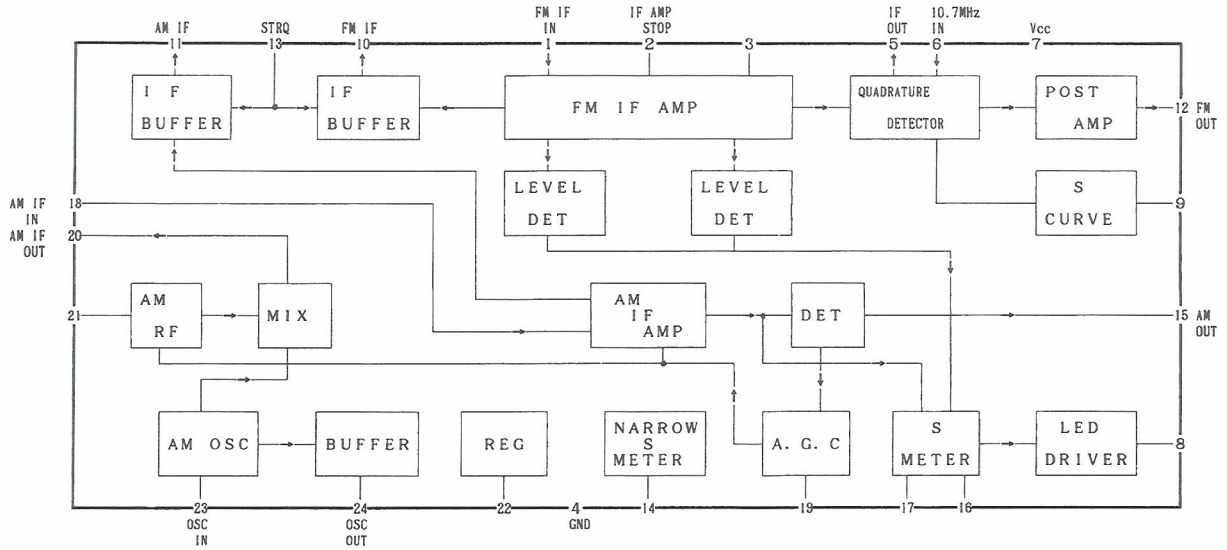 AM IF STRQ FM IF FM IF IF AMP IF 10.7MHz
IN STOP OUT IN Vcc
11 13 10 1 2 3 5 6 7
I F IF FM IF AMP QUADRATURE POST
BUFFER BUFFER DETECTOR AMP
12 FM
OUT
LEVEL LEVEL S
DET DET CURVE
9
AM IF 18
IN
AM IF 20
OUT
21
AM
RF
MIX
AM
IF
AMP
DET
15 AM
OUT
AM OSC
BUFFER
REG
NARROW
S
METER
A. G. C
S
METER
LED
DRIVER
8
23 24 22 4 14 19 17 16
OSC OSC GND
IN OUT